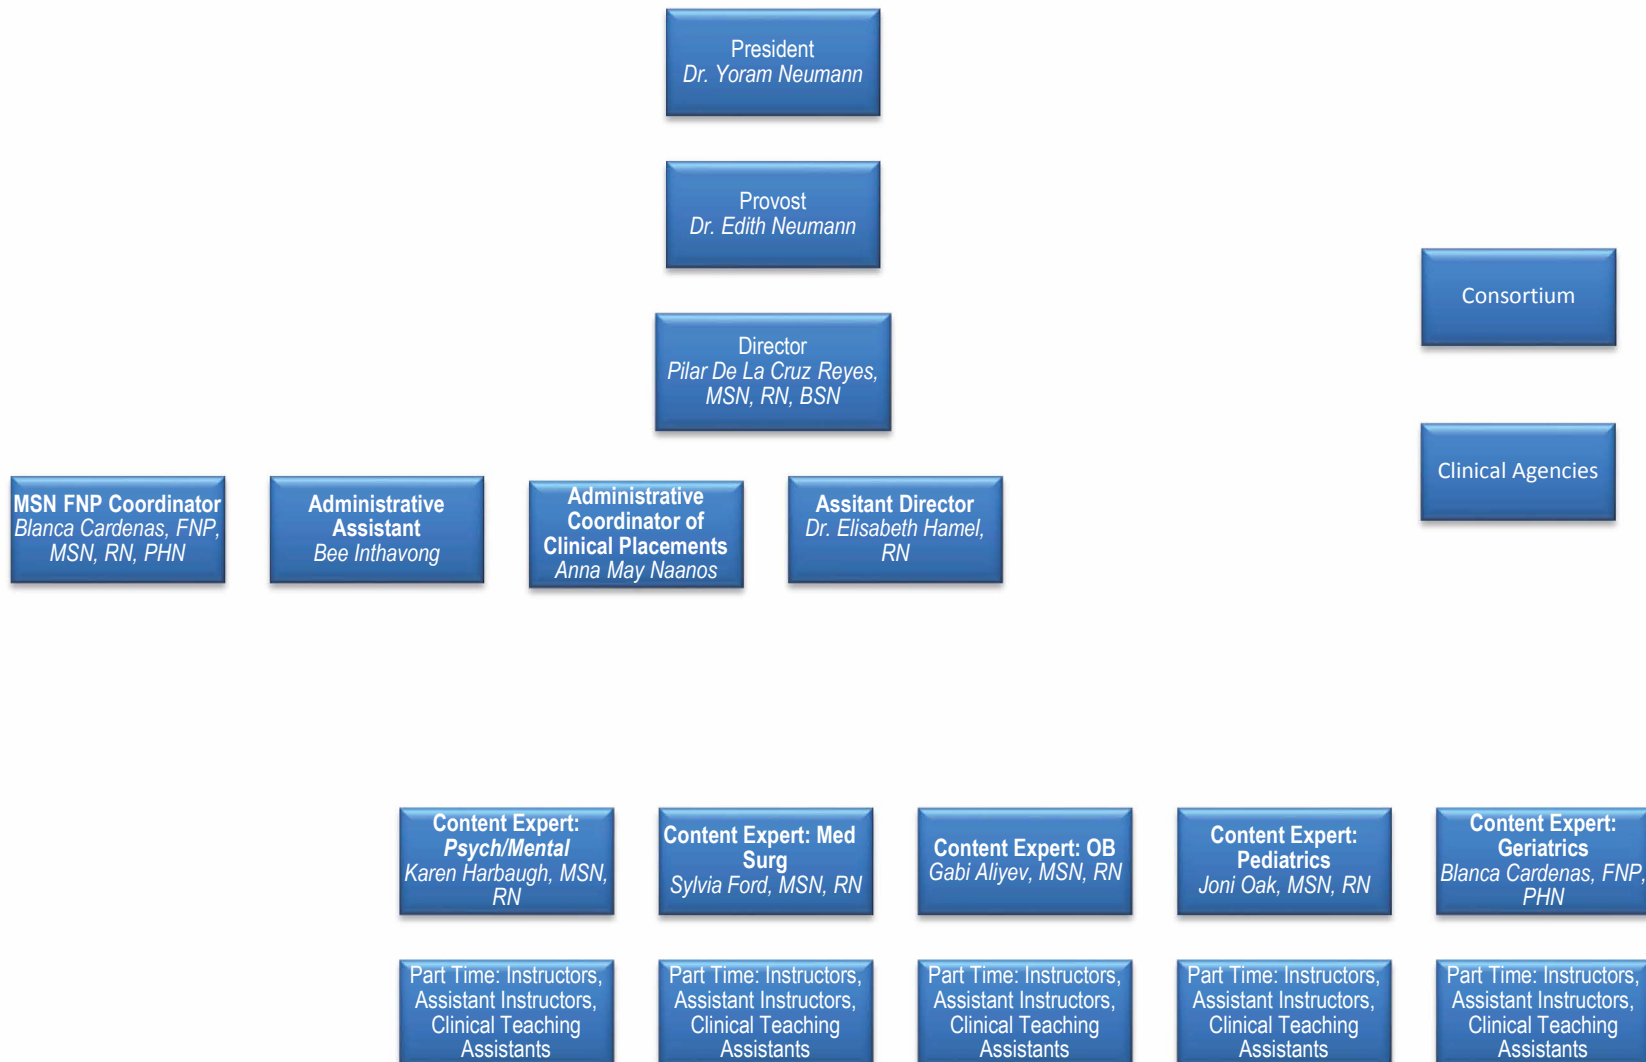 President
Dr. Yoram Neumann
Provost
Dr. Edith Neumann
Director
Pilar De La Cruz Reyes,
MSN, RN, BSN
Consortium
Clinical Agencies
MSN FNP Coordinator
Blanca Cardenas, FNP,
MSN, RN, PHN
Administrative
Assistant
Bee Inthavong
Administrative
Coordinator of
Clinical Placements
Anna May Naanos
Assitant Director
Dr. Elisabeth Hamel,
RN
Content Expert:
Psych/Mental
Karen Harbaugh, MSN,
RN
Content Expert: Med
Surg
Sylvia Ford, MSN, RN
Content Expert: OB
Gabi Aliyev, MSN, RN
Content Expert:
Pediatrics
Joni Oak, MSN, RN
Content Expert:
Geriatrics
Blanca Cardenas, FNP,
PHN
Part Time: Instructors,
Assistant Instructors,
Clinical Teaching
Assistants
Part Time: Instructors,
Assistant Instructors,
Clinical Teaching
Assistants
Part Time: Instructors,
Assistant Instructors,
Clinical Teaching
Assistants
Part Time: Instructors,
Assistant Instructors,
Clinical Teaching
Assistants
Part Time: Instructors,
Assistant Instructors,
Clinical Teaching
Assistants